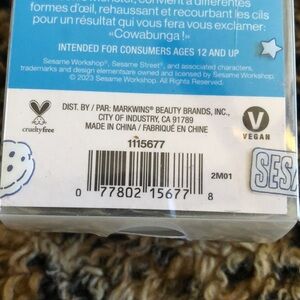 formes d'œil, rehaussant et recourbant les cils
pour un résultat qui vous fera vous exclamer:
«Cowabunga !»
INTENDED FOR CONSUMERS AGES 12 AND UP
Sesame Workshop®, Sesame Street®, and associated characters,
trademarks and design elements are owned and licensed by Sesame Workshop.
© 2023 Sesame Workshop. All rights reserved.
crueltyfree
DIST. BY / PAR: MARKWINS® BEAUTY BRANDS, INC.,
CITY OF INDUSTRY, CA 91789
MADE IN CHINA / FABRIQUÉ EN CHINE
V
VEGAN
1115677
2M01
0 77802 15677 8
SES